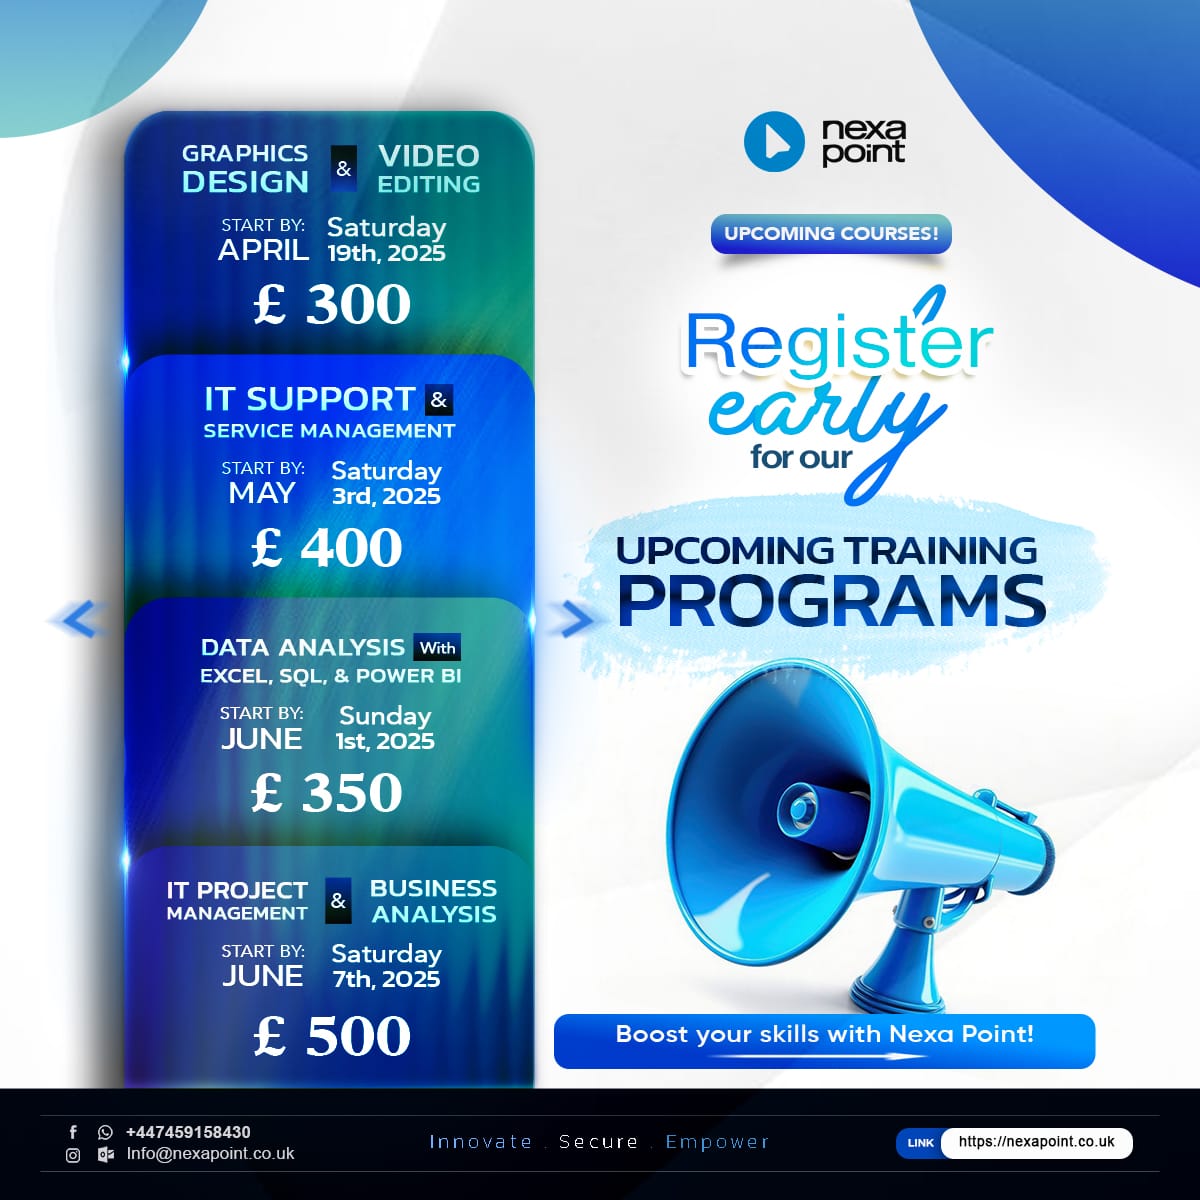 GRAPHICS DESIGN & VIDEO EDITING
START BY: APRIL Saturday 19th, 2025
£ 300
IT SUPPORT &
SERVICE MANAGEMENT
START BY: MAY Saturday 3rd, 2025
£ 400
DATA ANALYSIS With
EXCEL, SQL, & POWER BI
START BY: JUNE Sunday 1st, 2025
£ 350
IT PROJECT MANAGEMENT & BUSINESS ANALYSIS
START BY: JUNE Saturday 7th, 2025
£ 500
nexa
point
UPCOMING COURSES!
Register
early
for our
UPCOMING TRAINING
PROGRAMS
Boost your skills with Nexa Point!
+447459158430
Info@nexapoint.co.uk
Innovate . Secure . Empower
LINK https://nexapoint.co.uk